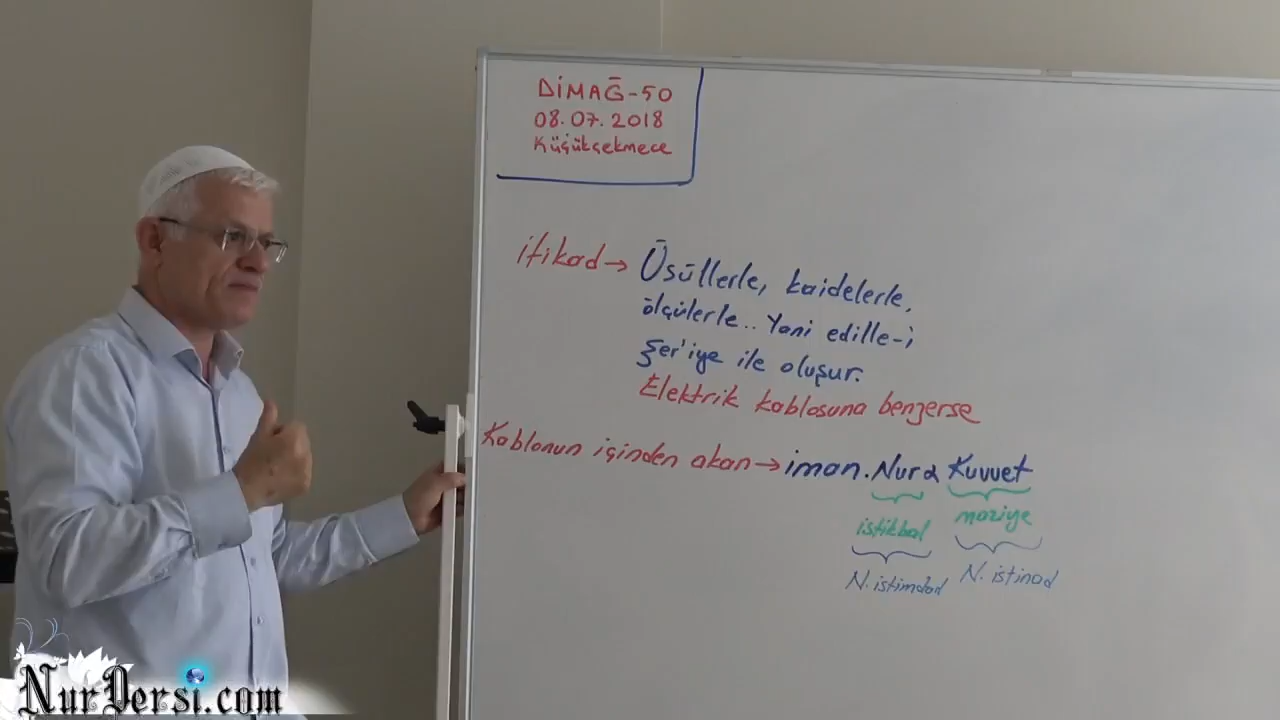 DİMAĞ-50
08.07.2018
Küçükçekmece
itikad → Üsûllerle, kaidelerle,
ölçülerle.. Yani edille-i
Şer'iye ile oluşur.
Elektrik kablosuna benzerse
Kablonun içinden akan → iman. Nur & Kuvvet
istikbal maziye
N. istimdad N. istinad
NurDersi.com